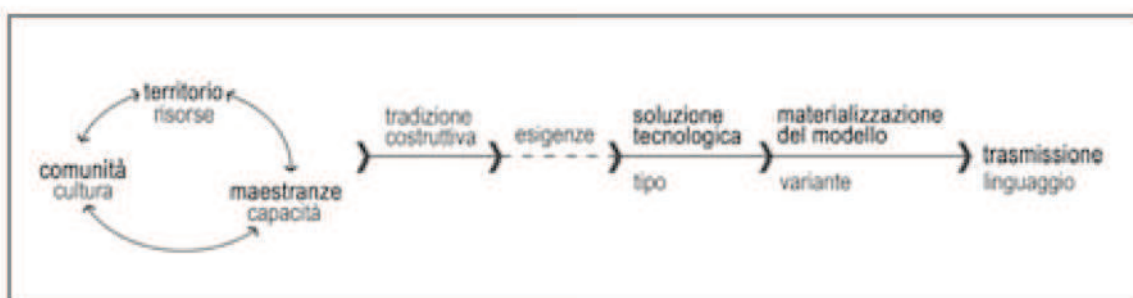 territorio
risorse
comunità
cultura
maestranze
capacità
tradizione
costruttiva
esigenze
soluzione
tecnologica
tipo
materializzazione
del modello
variante
trasmissione
linguaggio